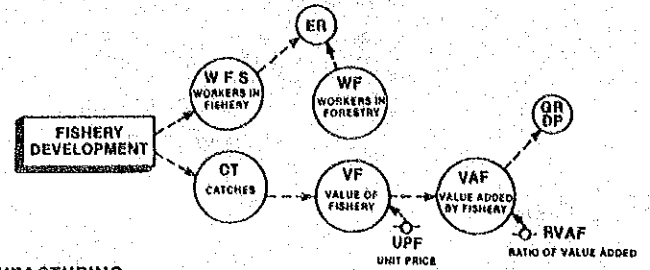 ER
W F S
WORKERS IN
FISHERY
WF
WORKERS IN
FORESTRY
GR
DP
FISHERY
DEVELOPMENT
CT
CATCHES
VF
VALUE OF
FISHERY
VAF
VALUE ADDED
BY FISHERY
UPF
UNIT PRICE
RVAF
RATIO OF VALUE ADDED